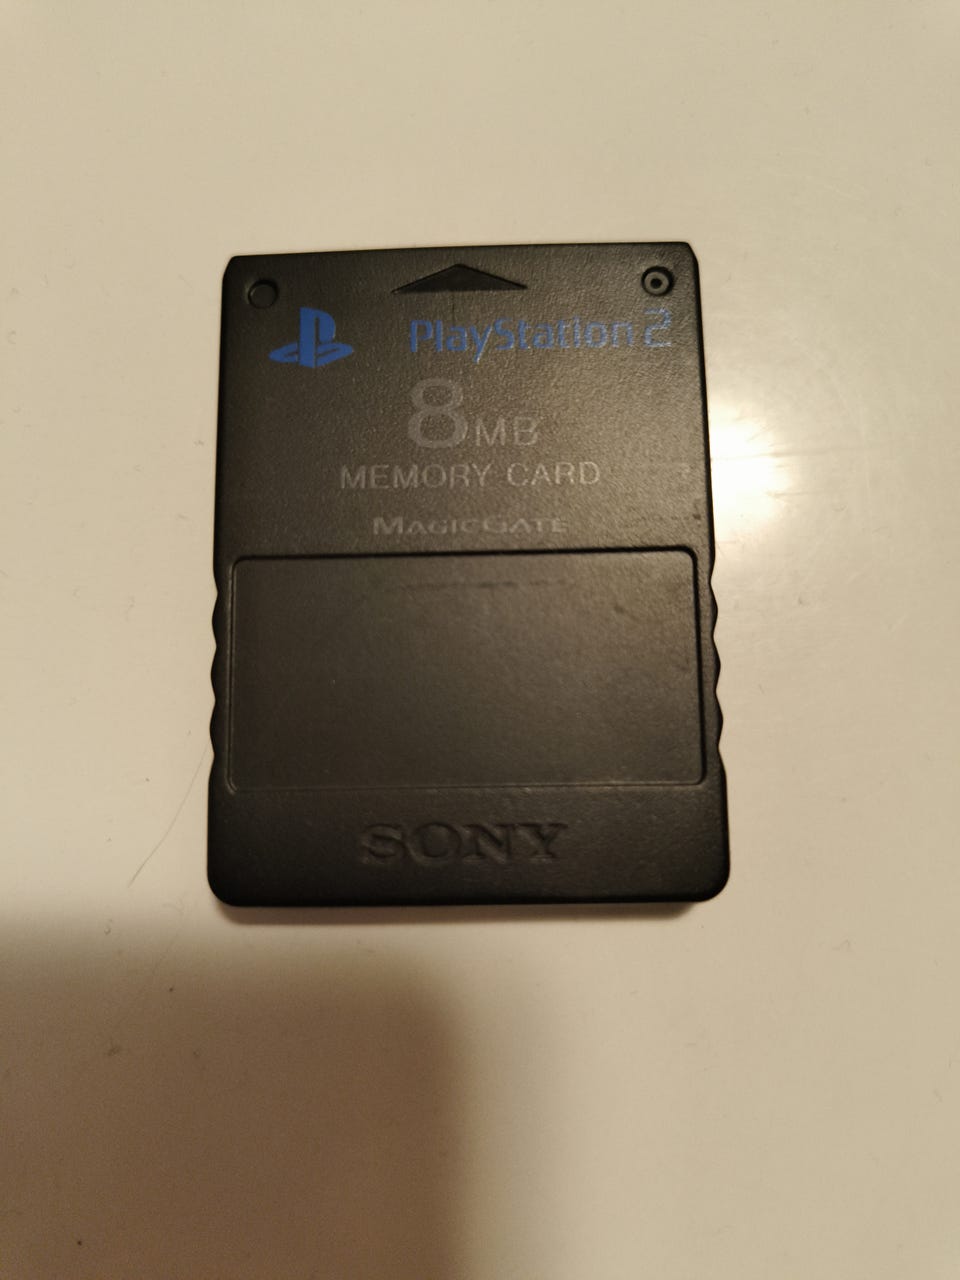 PlayStation 2
8MB
MEMORY CARD
MAGICGATE
SONY